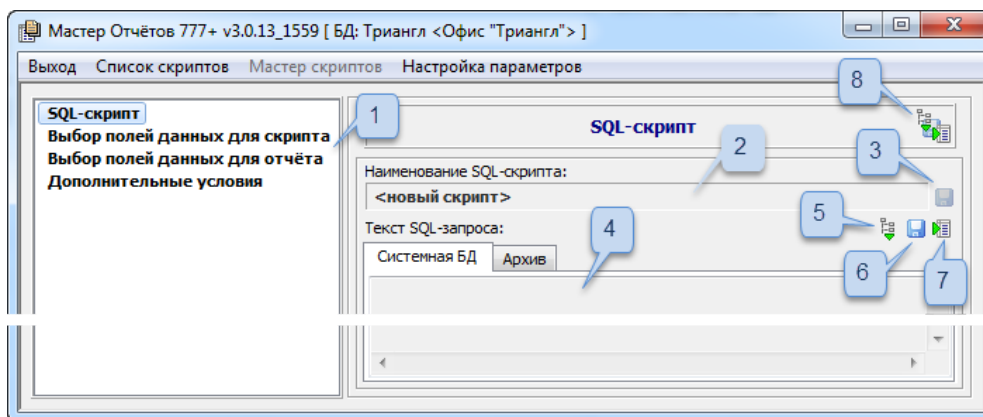 Мастер Отчётов 777+ v3.0.13_1559 [ БД: Триангл <Офис "Триангл"> ]
Выход Список скриптов Мастер скриптов Настройка параметров
SQL-скрипт
Выбор полей данных для скрипта
Выбор полей данных для отчёта
Дополнительные условия
1
SQL-скрипт
8
2
3
Наименование SQL-скрипта:
<новый скрипт>
Текст SQL-запроса:
4
5
6
7
Системная БД Архив